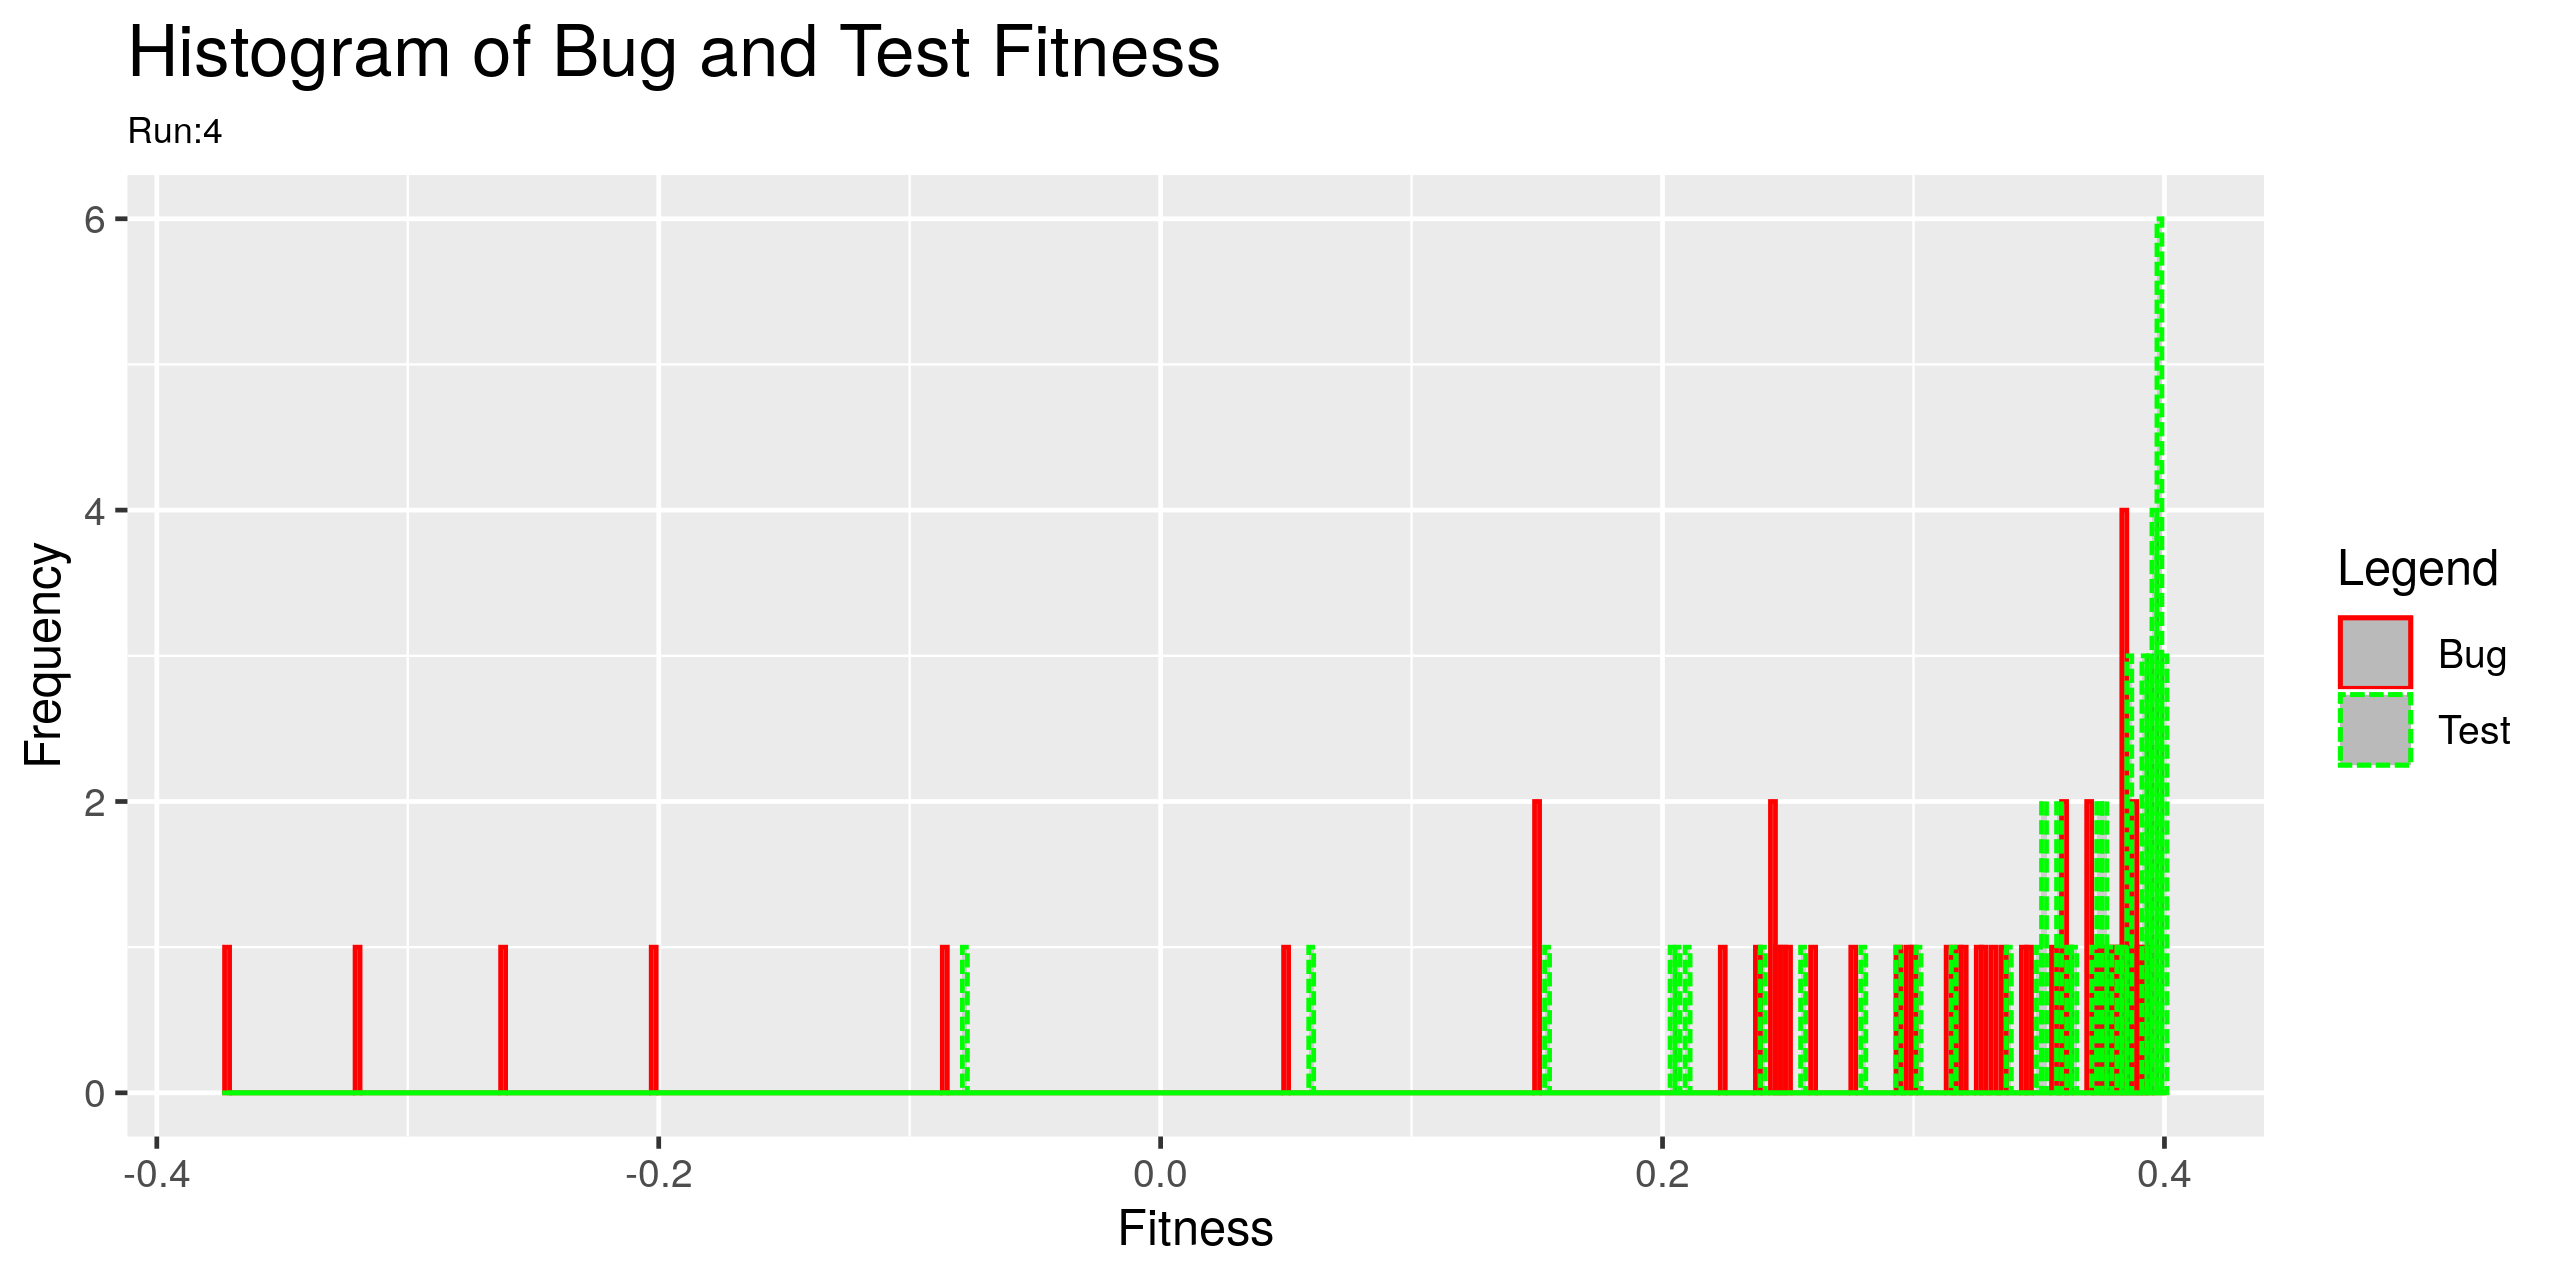 Histogram of Bug and Test Fitness
Run:4
6
4
2
0
Frequency
-0.4 -0.2 0.0 0.2 0.4
Fitness
Legend
Bug
Test